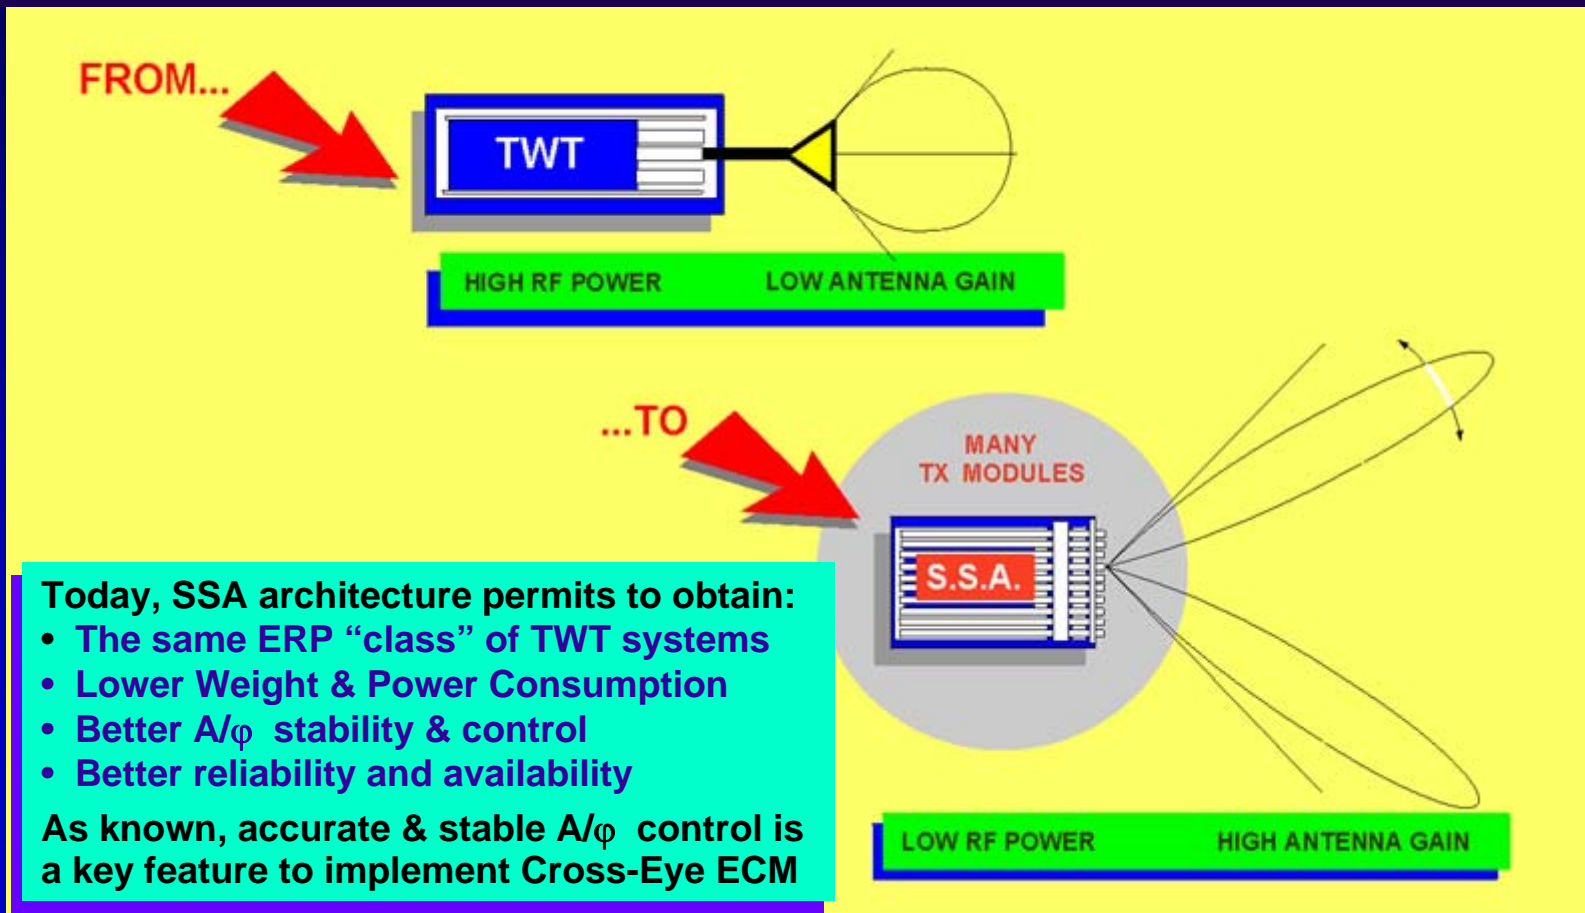 FROM...
TWT
HIGH RF POWER LOW ANTENNA GAIN
...TO
MANY
TX MODULES
S.S.A.
Today, SSA architecture permits to obtain:
• The same ERP “class” of TWT systems
• Lower Weight & Power Consumption
• Better A/φ stability & control
• Better reliability and availability
As known, accurate & stable A/φ control is
a key feature to implement Cross-Eye ECM
LOW RF POWER HIGH ANTENNA GAIN